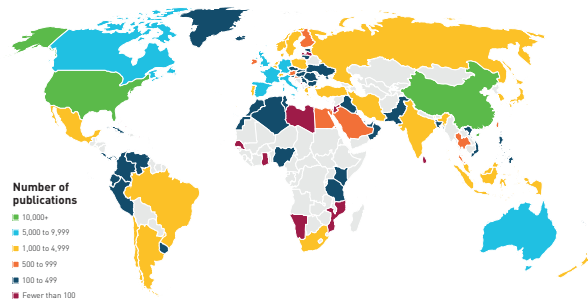 Number of
publications
10,000+
5,000 to 9,999
1,000 to 4,999
500 to 999
100 to 499
Fewer than 100